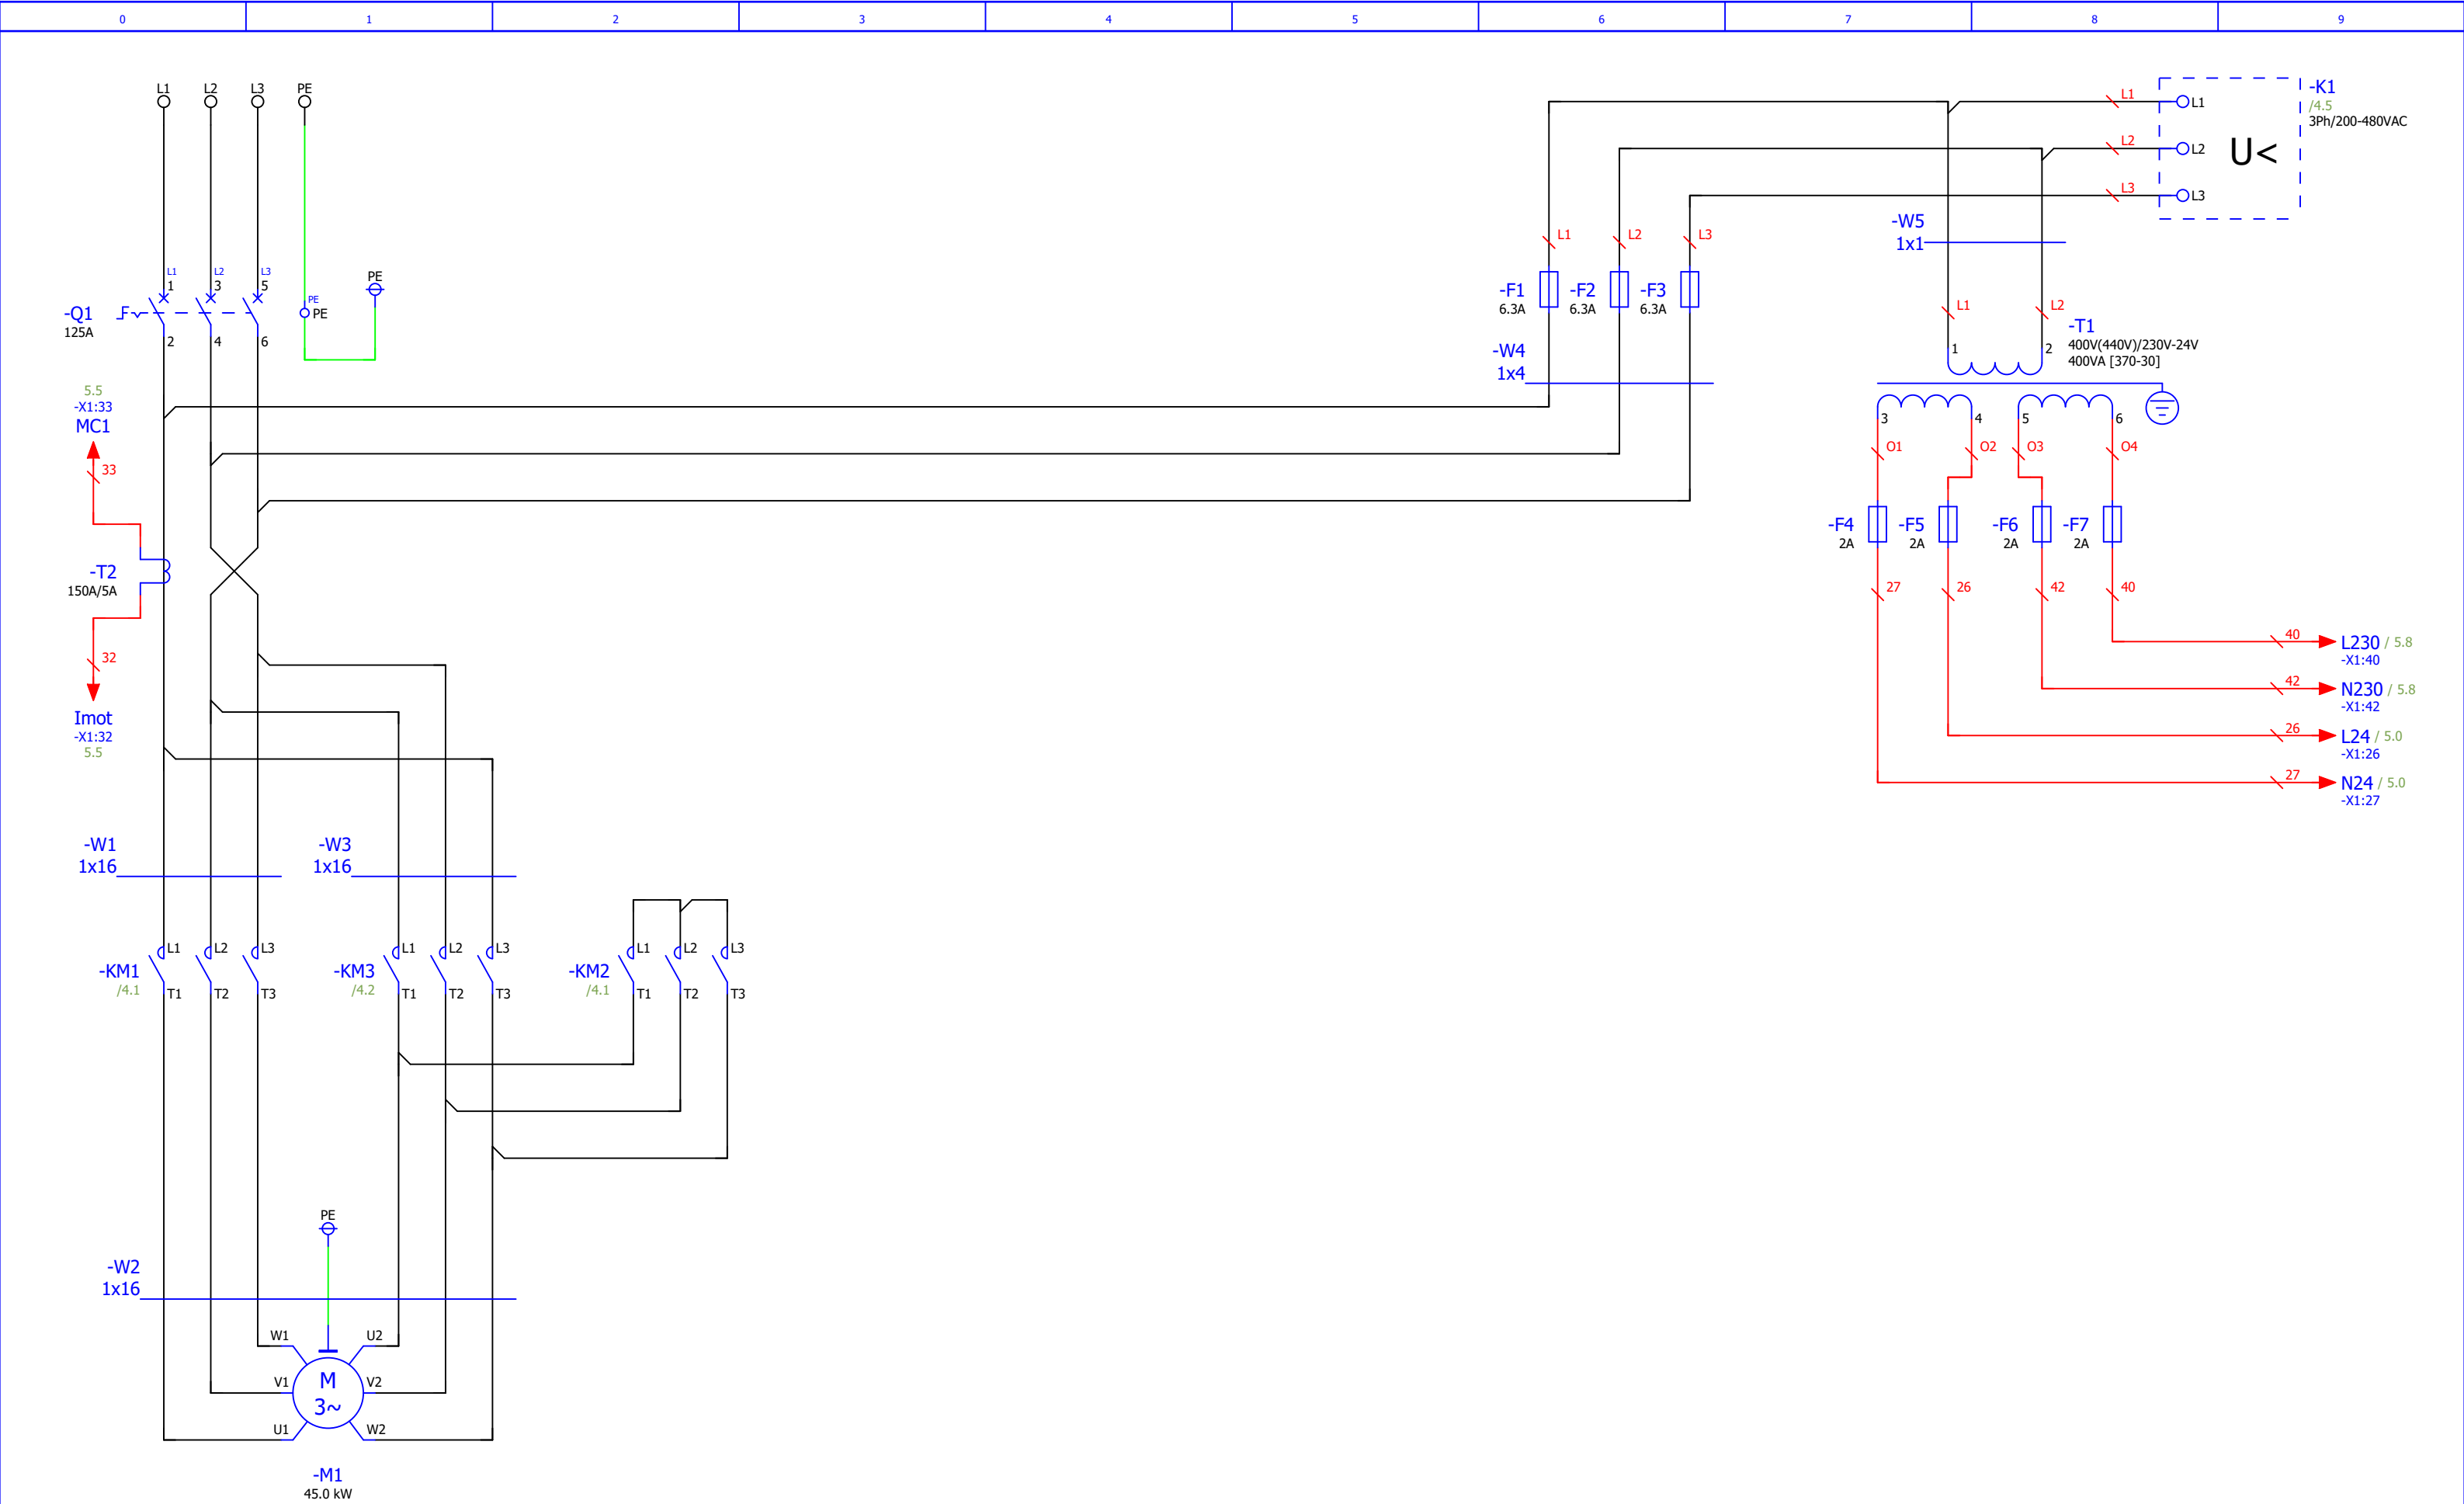 0 1 2 3 4 5 6 7 8 9
L1 L2 L3 PE
L1 L2 L3
1 3 5
-Q1
125A
2 4 6
PE
PE
PE
5.5
-X1:33
MC1
33
-T2
150A/5A
32
Imot
-X1:32
5.5
-W1
1x16
-W3
1x16
L1 L2 L3
-KM1
/4.1
T1 T2 T3
L1 L2 L3
-KM3
/4.2
T1 T2 T3
L1 L2 L3
-KM2
/4.1
T1 T2 T3
PE
-W2
1x16
W1 U2
V1 V2
U1 W2
M
3~
-M1
45.0 kW
L1 L2 L3
-F1
6.3A
-F2
6.3A
-F3
6.3A
-W4
1x4
L1 L1
L2 L2
L3 L3
U<
-K1
/4.5
3Ph/200-480VAC
-W5
1x1
L1 L2
1 2
-T1
400V(440V)/230V-24V
400VA [370-30]
3 4 5 6
O1 O2 O3 O4
-F4
2A
-F5
2A
-F6
2A
-F7
2A
27 26 42 40
40 L230 / 5.8
-X1:40
42 N230 / 5.8
-X1:42
26 L24 / 5.0
-X1:26
27 N24 / 5.0
-X1:27